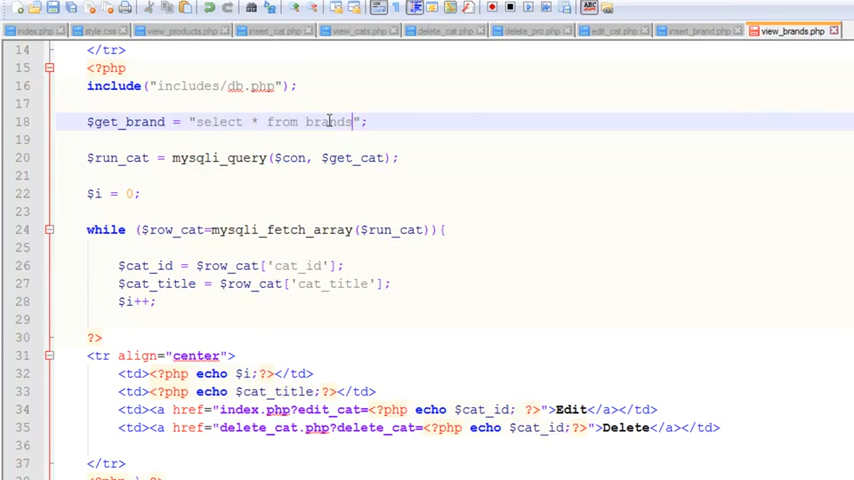 index.php style.css view_products.php insert_cat.php view_cats.php delete_cat.php delete_pro.php edit_cat.php insert_brand.php view_brands.php
14 </tr>
15 <?php
16 include("includes/db.php");
17
18 $get_brand = "select * from brands";
19
20 $run_cat = mysqli_query($con, $get_cat);
21
22 $i = 0;
23
24 while ($row_cat=mysqli_fetch_array($run_cat)){
25
26 $cat_id = $row_cat['cat_id'];
27 $cat_title = $row_cat['cat_title'];
28 $i++;
29
30 ?>
31 <tr align="center">
32 <td><?php echo $i;?></td>
33 <td><?php echo $cat_title;?></td>
34 <td><a href="index.php?edit_cat=<?php echo $cat_id; ?>">Edit</a></td>
35 <td><a href="delete_cat.php?delete_cat=<?php echo $cat_id;?>">Delete</a></td>
36
37 </tr>